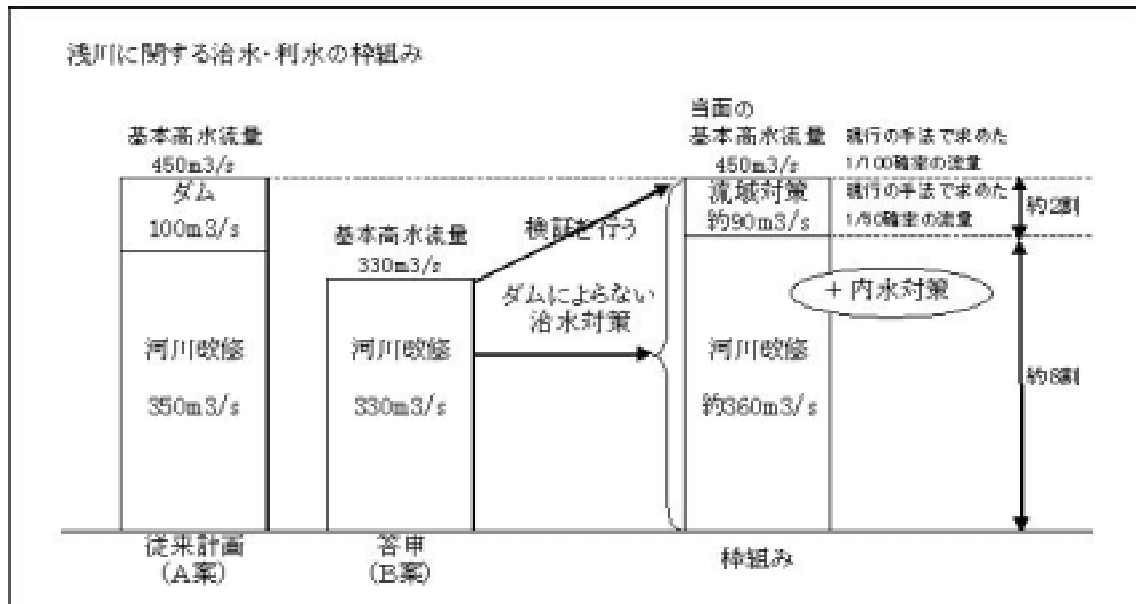 浅川に関する治水・利水の枠組み
基本高水流量
450m3/s
ダム
100m3/s
河川改修
350m3/s
従来計画
(A案)
基本高水流量
330m3/s
河川改修
330m3/s
答申
(B案)
検証を行う
ダムによらない
治水対策
当面の
基本高水流量
450m3/s
流域対策
約90m3/s
河川改修
約360m3/s
枠組み
現行の手法で求めた
1/100確率の流量
現行の手法で求めた
確率の流量
+ 内水対策
約2割
約8割